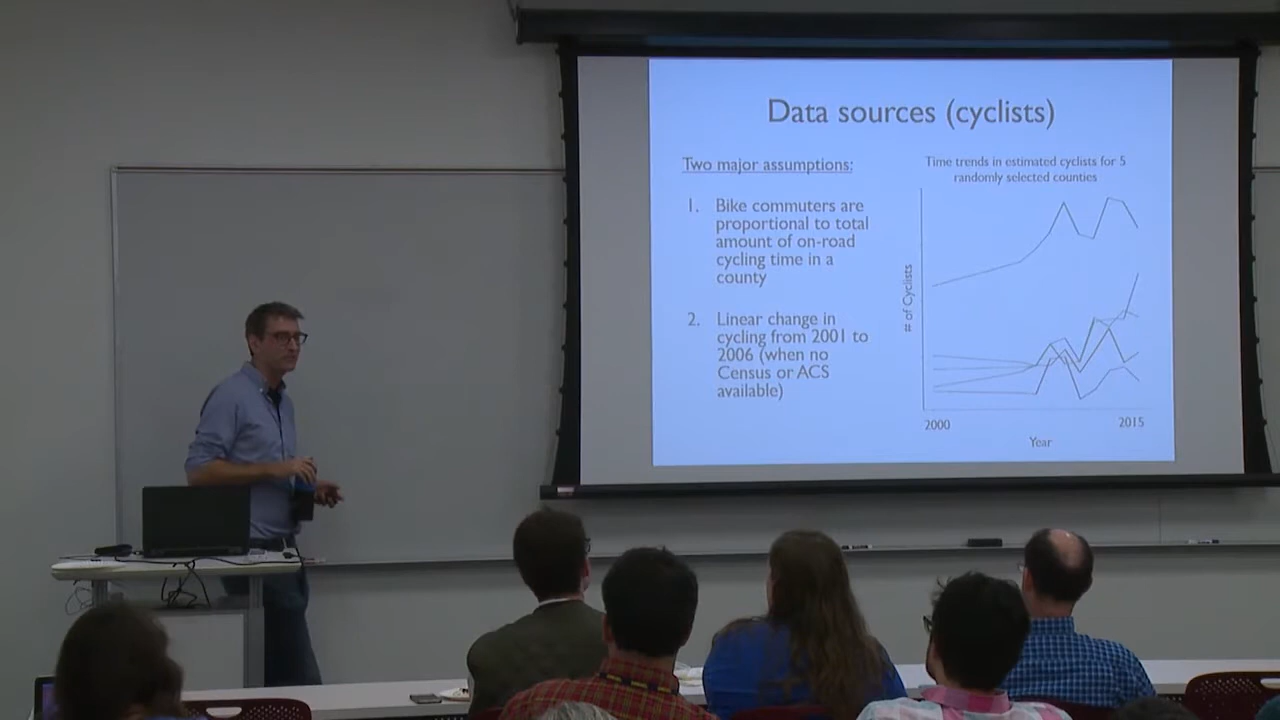 Data sources (cyclists)
Two major assumptions:
1. Bike commuters are
proportional to total
amount of on-road
cycling time in a
county
2. Linear change in
cycling from 2001 to
2006 (when no
Census or ACS
available)
Time trends in estimated cyclists for 5
randomly selected counties
# of Cyclists
2000
2015
Year